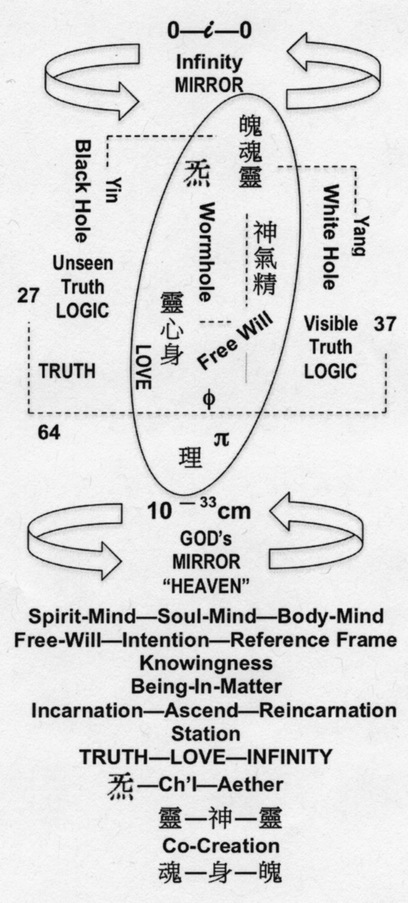 0—i—0
Infinity
MIRROR
魄魂靈
炁
Yin
Black Hole
Wormhole
神氣精
Yang
White Hole
Unseen
Truth
LOGIC
27
靈心身
Free Will
Visible
Truth
LOGIC
37
LOVE
TRUTH
ϕ
64
π
理
10 ⁻³³cm
GOD's
MIRROR
“HEAVEN”
Spirit-Mind—Soul-Mind—Body-Mind
Free-Will—Intention—Reference Frame
Knowingness
Being-In-Matter
Incarnation—Ascend—Reincarnation
Station
TRUTH—LOVE—INFINITY
炁—Ch'I—Aether
靈—神—靈
Co-Creation
魂—身—魄